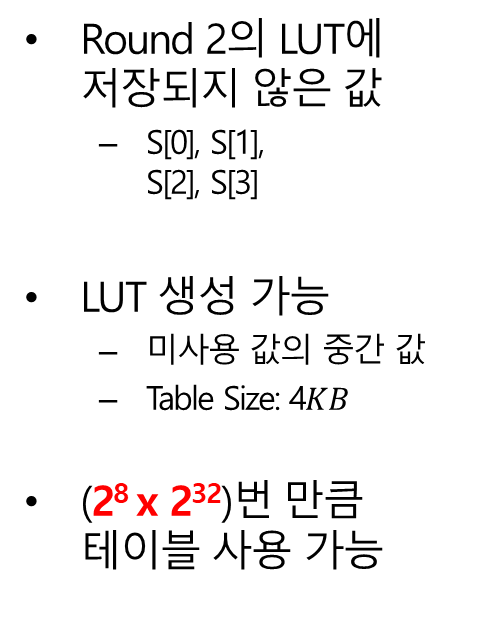 • Round 2의 LUT에
저장되지 않은 값
– S[0], S[1],
S[2], S[3]
• LUT 생성 가능
– 미사용 값의 중간 값
– Table Size: 4KB
• (2⁸ x 2³²)번 만큼
테이블 사용 가능